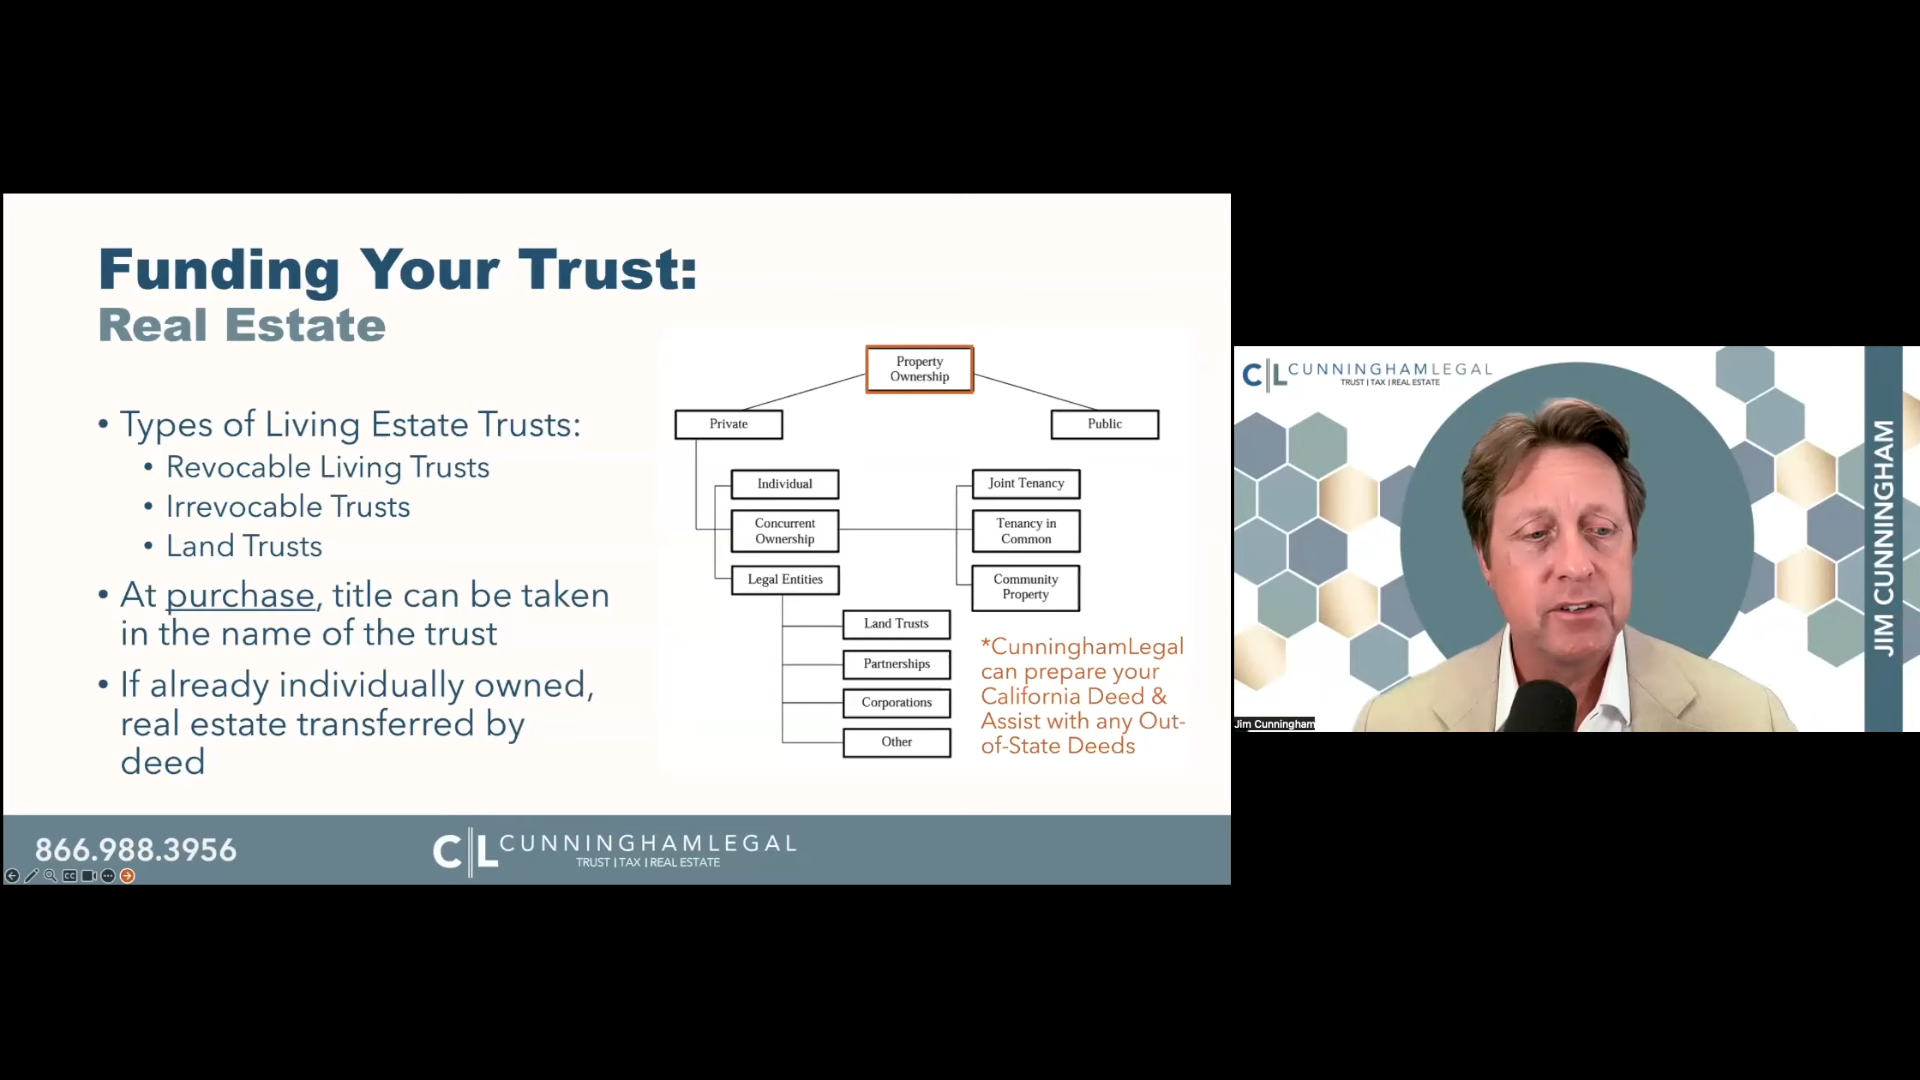 Funding Your Trust:
Real Estate
• Types of Living Estate Trusts:
• Revocable Living Trusts
• Irrevocable Trusts
• Land Trusts
• At purchase, title can be taken
in the name of the trust
• If already individually owned,
real estate transferred by
deed
Property
Ownership
Private
Public
Individual
Concurrent
Ownership
Legal Entities
Joint Tenancy
Tenancy in
Common
Community
Property
Land Trusts
Partnerships
Corporations
Other
*CunninghamLegal
can prepare your
California Deed &
Assist with any Out-
of-State Deeds
866.988.3956
CL CUNNINGHAMLEGAL
TRUST | TAX | REAL ESTATE
CC
CL CUNNINGHAMLEGAL
TRUST | TAX | REAL ESTATE
JIM CUNNINGHAM
Jim Cunningham